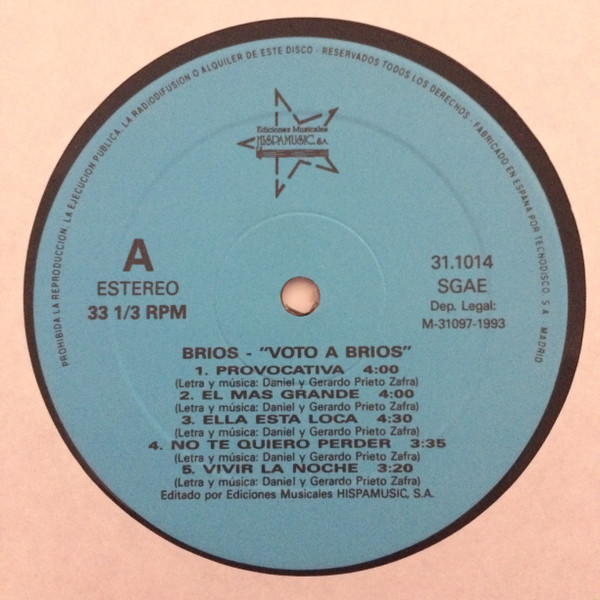 PROHIBIDA LA REPRODUCCION, LA EJECUCION PUBLICA, LA RADIODIFUSION O ALQUILER DE ESTE DISCO - RESERVADOS TODOS LOS DERECHOS - FABRICADO EN ESPAÑA POR TECNODISCO S.A. MADRID
Ediciones Musicales
HISPAMUSIC, S.A.
A
ESTEREO
33 1/3 RPM
31.1014
SGAE
Dep. Legal:
M-31097-1993
BRIOS - "VOTO A BRIOS"
1. PROVOCATIVA 4:00
(Letra y música: Daniel y Gerardo Prieto Zafra)
2. EL MAS GRANDE 4:00
(Letra y música: Daniel y Gerardo Prieto Zafra)
3. ELLA ESTA LOCA 4:30
(Letra y música: Daniel y Gerardo Prieto Zafra)
4. NO TE QUIERO PERDER 3:35
(Letra y música: Daniel y Gerardo Prieto Zafra)
5. VIVIR LA NOCHE 3:20
(Letra y música: Daniel y Gerardo Prieto Zafra)
Editado por Ediciones Musicales HISPAMUSIC, S.A.